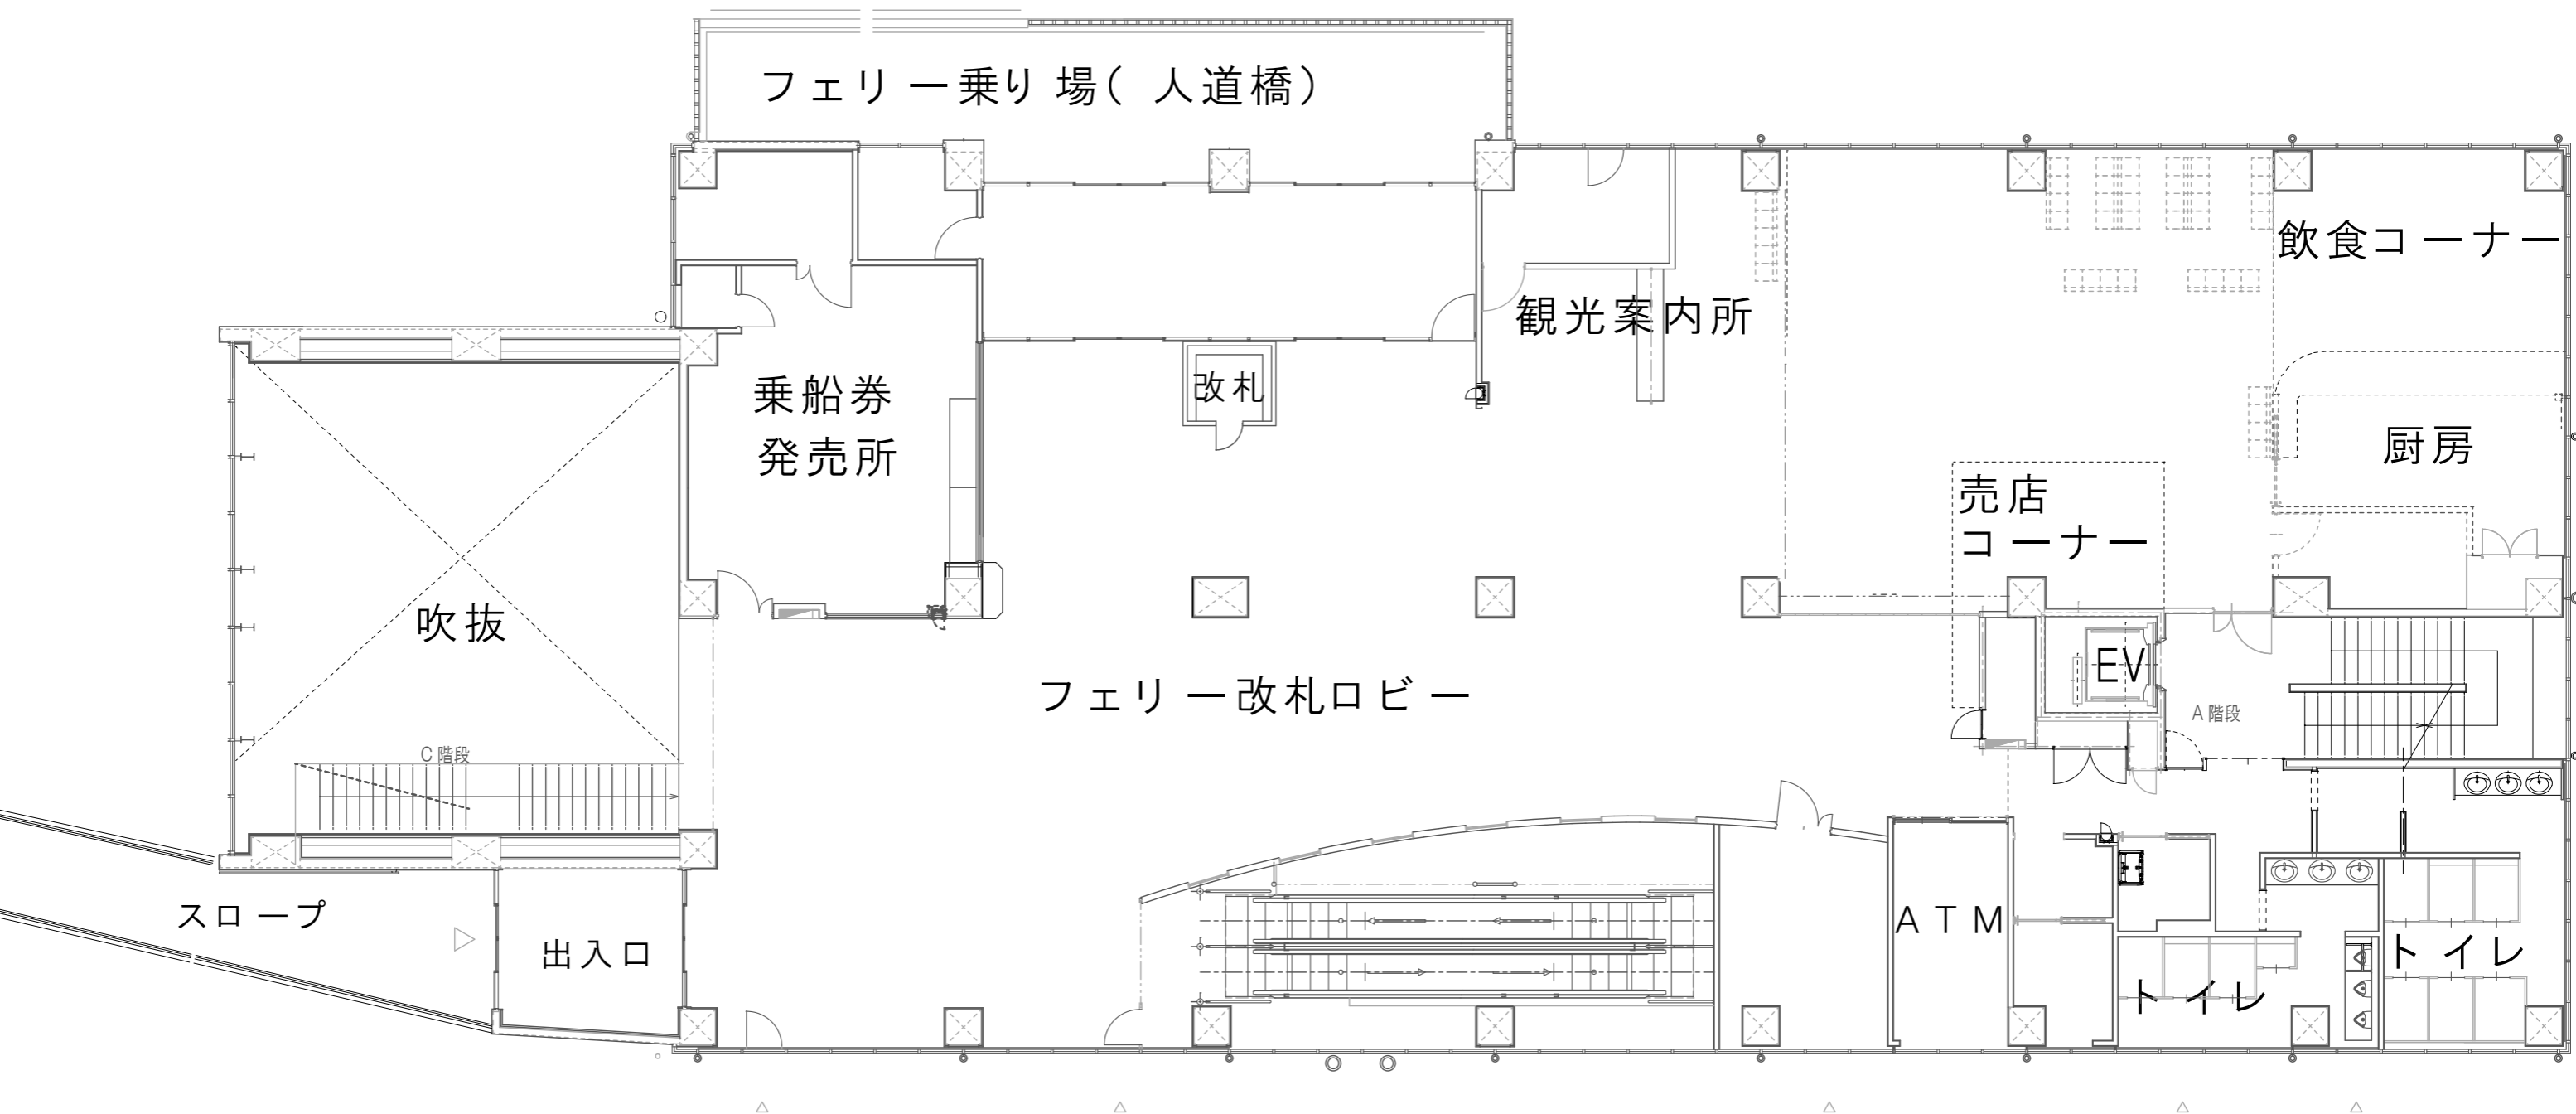 フェリー乗り場(人道橋)
飲食コーナー
観光案内所
改札
乗船券
発売所
厨房
売店
コーナー
吹抜
EV
フェリー改札ロビー
A階段
C階段
スロープ
出入口
ATM
トイレ
トイレ